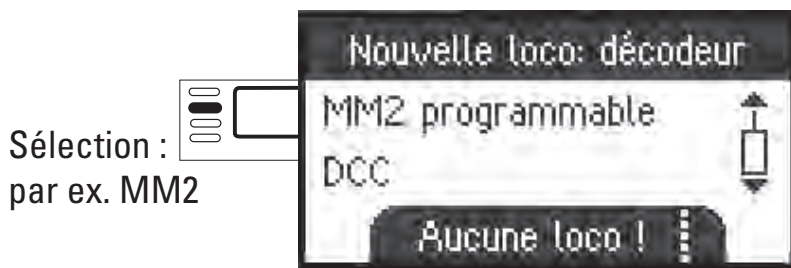 Nouvelle loco: décodeur
MM2 programmable
DCC
Aucune loco !
Sélection :
par ex. MM2